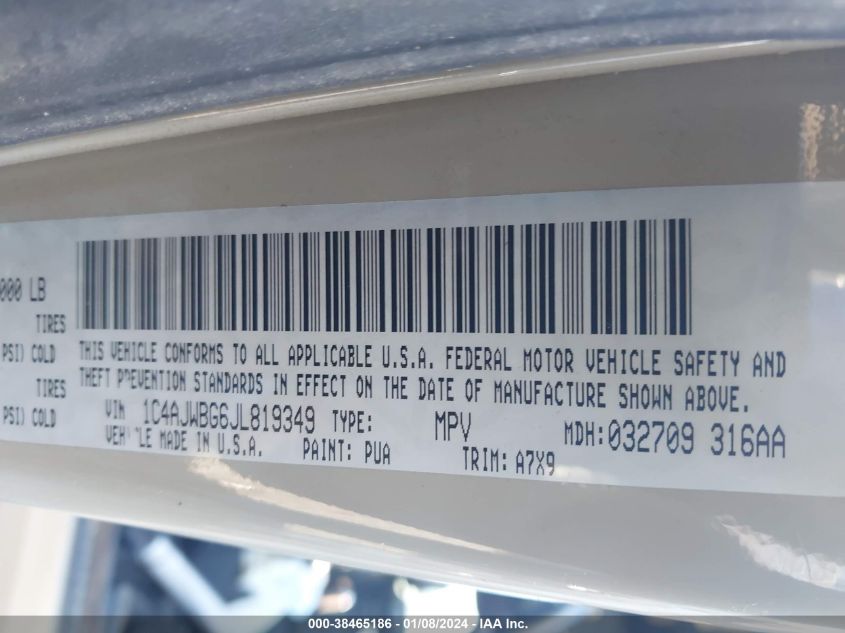 000 LB
TIRES
PSI) COLD
TIRES
PSI) COLD
THIS VEHICLE CONFORMS TO ALL APPLICABLE U.S.A. FEDERAL MOTOR VEHICLE SAFETY AND
THEFT PREVENTION STANDARDS IN EFFECT ON THE DATE OF MANUFACTURE SHOWN ABOVE.
VIN 1C4AJWBG6JL819349 TYPE: MPV MDH:032709 316AA
VEHICLE MADE IN U.S.A. PAINT: PUA TRIM: A7X9
000-38465186 - 01/08/2024 - IAA Inc.